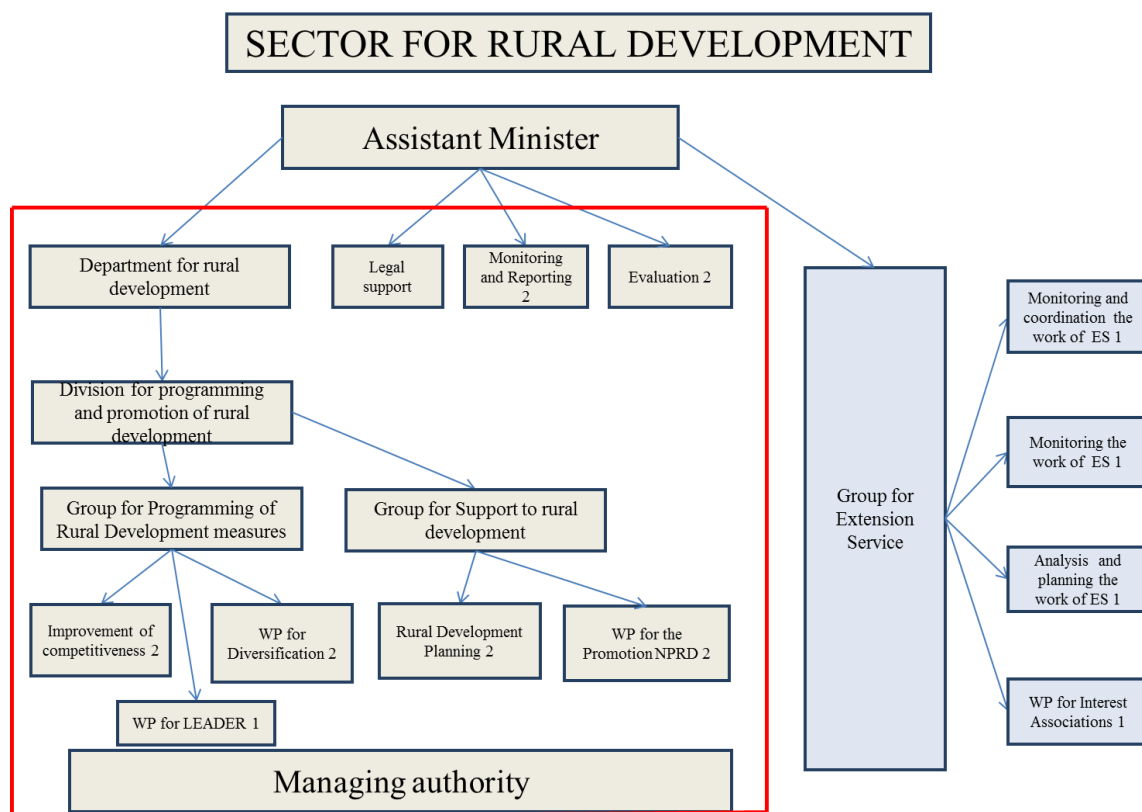 SECTOR FOR RURAL DEVELOPMENT
Assistant Minister
Department for rural
development
Legal
support
Monitoring
and Reporting
2
Evaluation 2
Division for programming
and promotion of rural
development
Group for Programming of
Rural Development measures
Group for Support to rural
development
Improvement of
competitiveness 2
WP for
Diversification 2
Rural Development
Planning 2
WP for the
Promotion NPRD 2
WP for LEADER 1
Managing authority
Group for
Extension
Service
Monitoring and
coordination the
work of ES 1
Monitoring the
work of ES 1
Analysis and
planning the
work of ES 1
WP for Interest
Associations 1